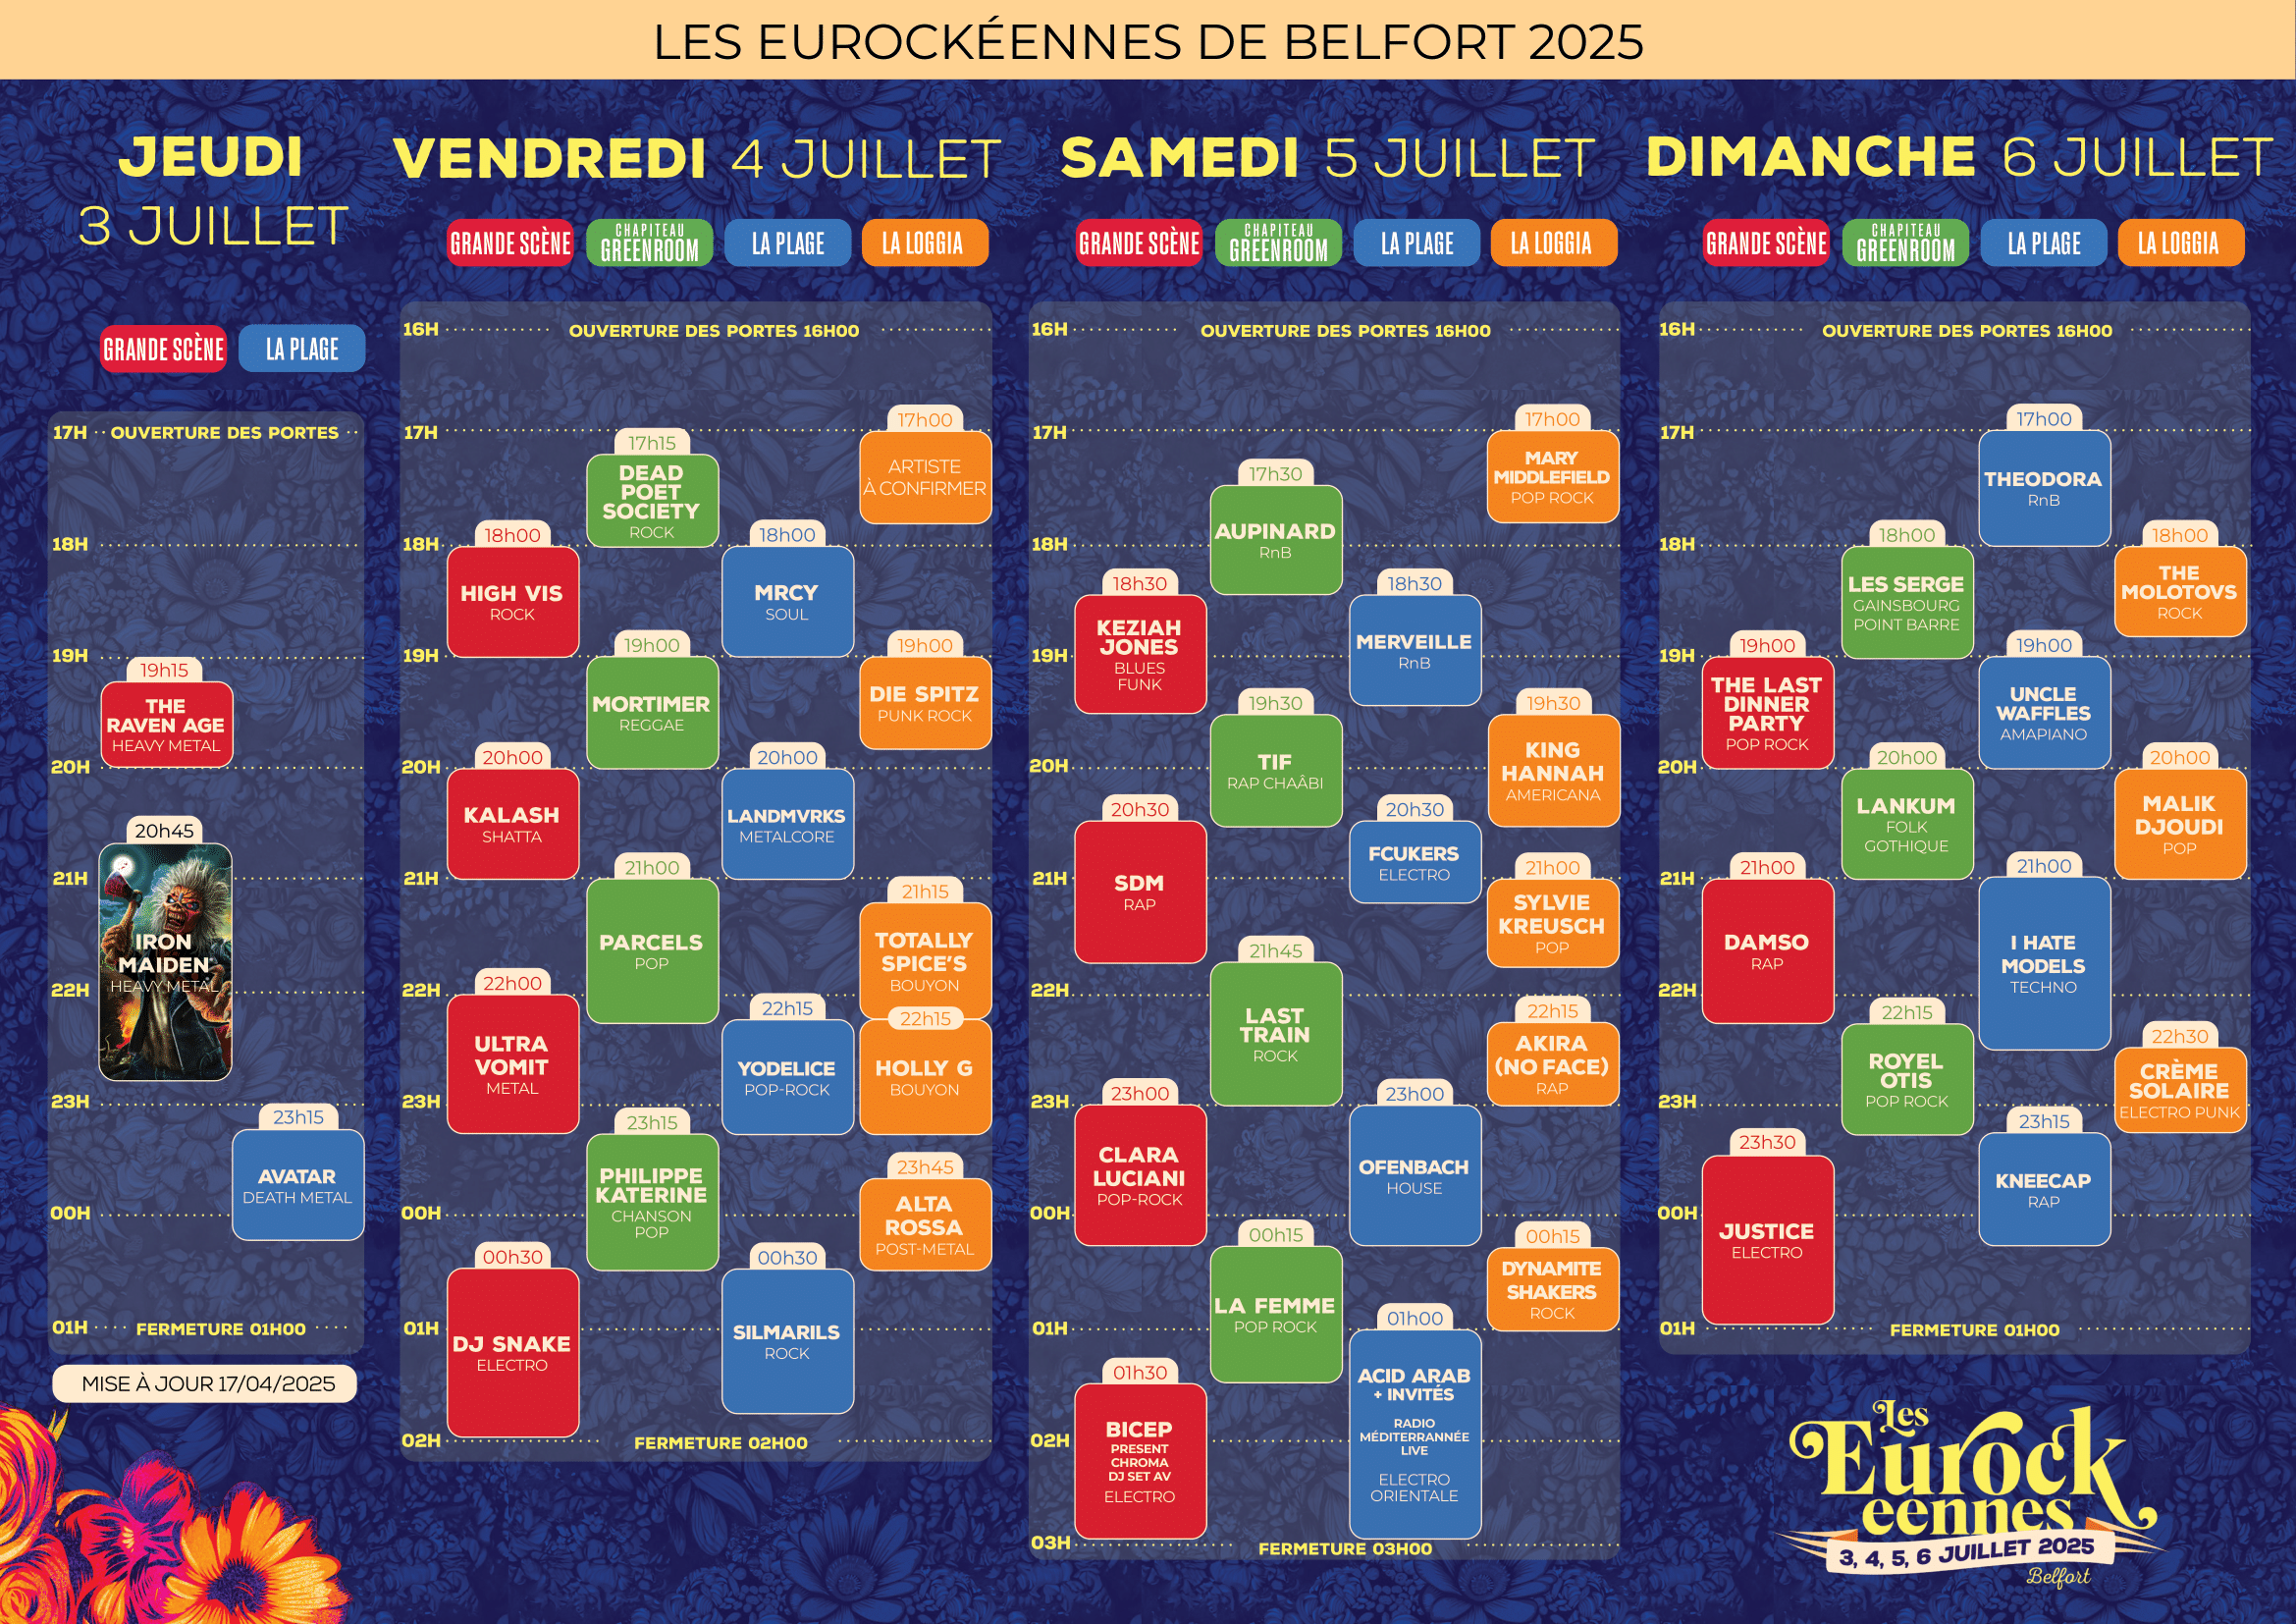 LES EUROCKÉENNES DE BELFORT 2025
JEUDI
3 JUILLET
GRANDE SCÈNE
LA PLAGE
17H
OUVERTURE DES PORTES
18H
19H
19h15
THE
RAVEN AGE
HEAVY METAL
20H
20h45
IRON
MAIDEN
HEAVY METAL
21H
22H
23H
23h15
AVATAR
DEATH METAL
00H
01H
FERMETURE 01H00
MISE À JOUR 17/04/2025
VENDREDI 4 JUILLET
GRANDE SCÈNE
CHAPITEAU
GREENROOM
LA PLAGE
LA LOGGIA
16H
OUVERTURE DES PORTES 16H00
17H
17h00
ARTISTE
À CONFIRMER
17h15
DEAD
POET
SOCIETY
ROCK
18H
18h00
HIGH VIS
ROCK
18h00
MRCY
SOUL
19H
19h00
MORTIMER
REGGAE
19h00
DIE SPITZ
PUNK ROCK
20H
20h00
KALASH
SHATTA
20h00
LANDMVRKS
METALCORE
21H
21h00
PARCELS
POP
21h15
TOTALLY
SPICE'S
BOUYON
22H
22h00
ULTRA
VOMIT
METAL
22h15
YODELICE
POP-ROCK
22h15
HOLLY G
BOUYON
23H
23h15
PHILIPPE
KATERINE
CHANSON
POP
23h45
ALTA
ROSSA
POST-METAL
00H
00h30
DJ SNAKE
ELECTRO
00h30
SILMARILS
ROCK
01H
02H
FERMETURE 02H00
SAMEDI 5 JUILLET
GRANDE SCÈNE
CHAPITEAU
GREENROOM
LA PLAGE
LA LOGGIA
16H
OUVERTURE DES PORTES 16H00
17H
17h00
MARY
MIDDLEFIELD
POP ROCK
17h30
AUPINARD
RnB
18H
18h30
KEZIAH
JONES
BLUES
FUNK
18h30
MERVEILLE
RnB
19H
19h30
TIF
RAP CHAÂBI
19h30
KING
HANNAH
AMERICANA
20H
20h30
SDM
RAP
20h30
FCUKERS
ELECTRO
21H
21h00
SYLVIE
KREUSCH
POP
21h45
LAST
TRAIN
ROCK
22H
22h15
AKIRA
(NO FACE)
RAP
23H
23h00
CLARA
LUCIANI
POP-ROCK
23h00
OFENBACH
HOUSE
00H
00h15
LA FEMME
POP ROCK
00h15
DYNAMITE
SHAKERS
ROCK
01H
01h00
ACID ARAB
+ INVITÉS
RADIO
MÉDITERRANNÉE
LIVE
ELECTRO
ORIENTALE
01h30
BICEP
PRESENT
CHROMA
DJ SET AV
ELECTRO
02H
03H
FERMETURE 03H00
DIMANCHE 6 JUILLET
GRANDE SCÈNE
CHAPITEAU
GREENROOM
LA PLAGE
LA LOGGIA
16H
OUVERTURE DES PORTES 16H00
17H
17h00
THEODORA
RnB
18H
18h00
LES SERGE
GAINSBOURG
POINT BARRE
18h00
THE
MOLOTOVS
ROCK
19H
19h00
THE LAST
DINNER
PARTY
POP ROCK
19h00
UNCLE
WAFFLES
AMAPIANO
20H
20h00
LANKUM
FOLK
GOTHIQUE
20h00
MALIK
DJOUDI
POP
21H
21h00
DAMSO
RAP
21h00
I HATE
MODELS
TECHNO
22H
22h15
ROYEL
OTIS
POP ROCK
22h30
CRÈME
SOLAIRE
ELECTRO PUNK
23H
23h15
KNEECAP
RAP
23h30
JUSTICE
ELECTRO
00H
01H
FERMETURE 01H00
Les
Eurock
eennes
3, 4, 5, 6 JUILLET 2025
Belfort